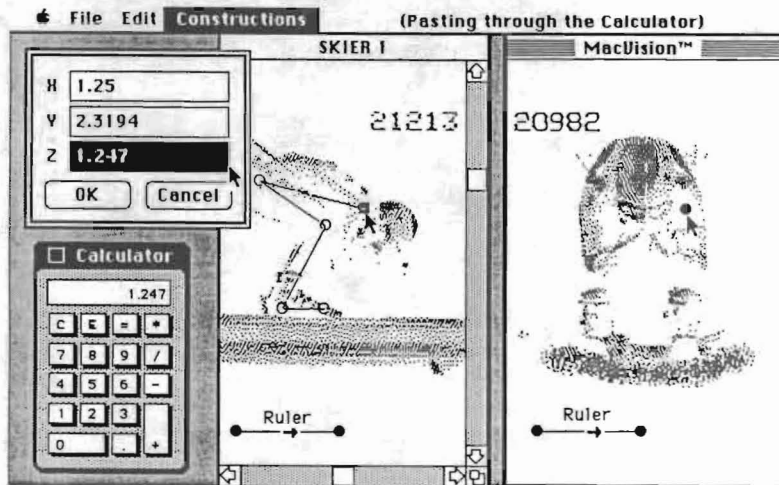 File Edit Constructions (Pasting through the Calculator)
SKIER 1
MacVision™
X 1.25
Y 2.3194
Z 1.247
OK Cancel
21213
20982
Calculator
1.247
C E = *
7 8 9 /
4 5 6 -
1 2 3
0 . +
Ruler
Ruler